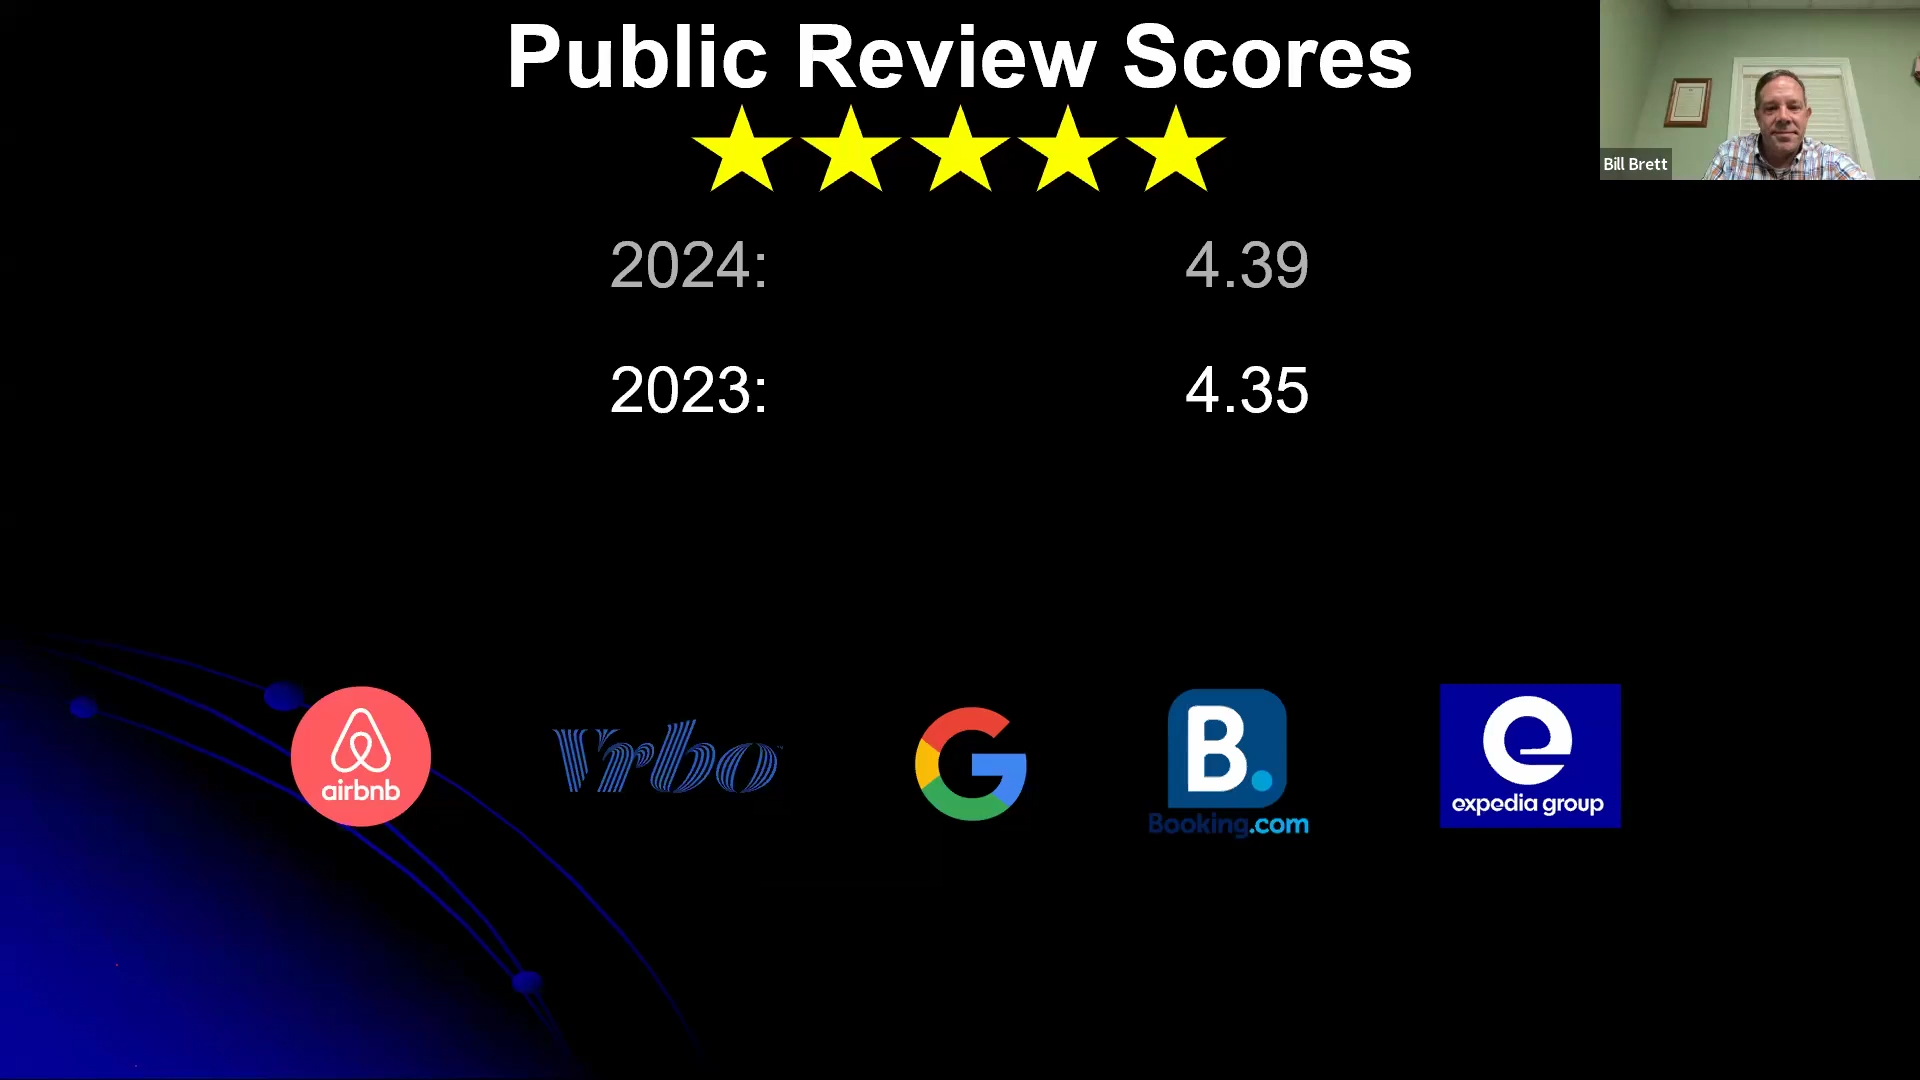 Public Review Scores
Bill Brett
2024: 4.39
2023: 4.35
airbnb
Vrbo
G
B.
Booking.com
e
expedia group